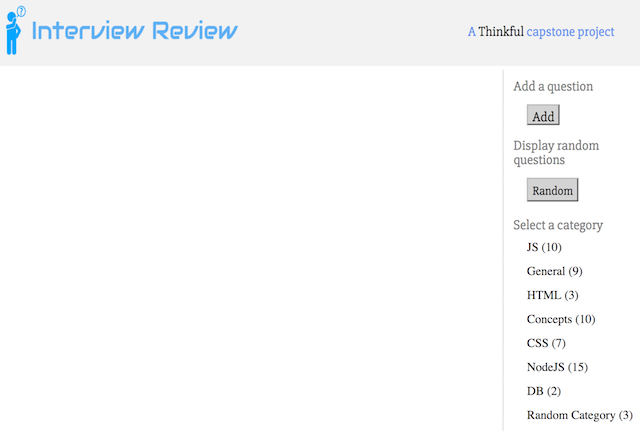 Interview Review
A Thinkful capstone project
Add a question
Add
Display random
questions
Random
Select a category
JS (10)
General (9)
HTML (3)
Concepts (10)
CSS (7)
NodeJS (15)
DB (2)
Random Category (3)